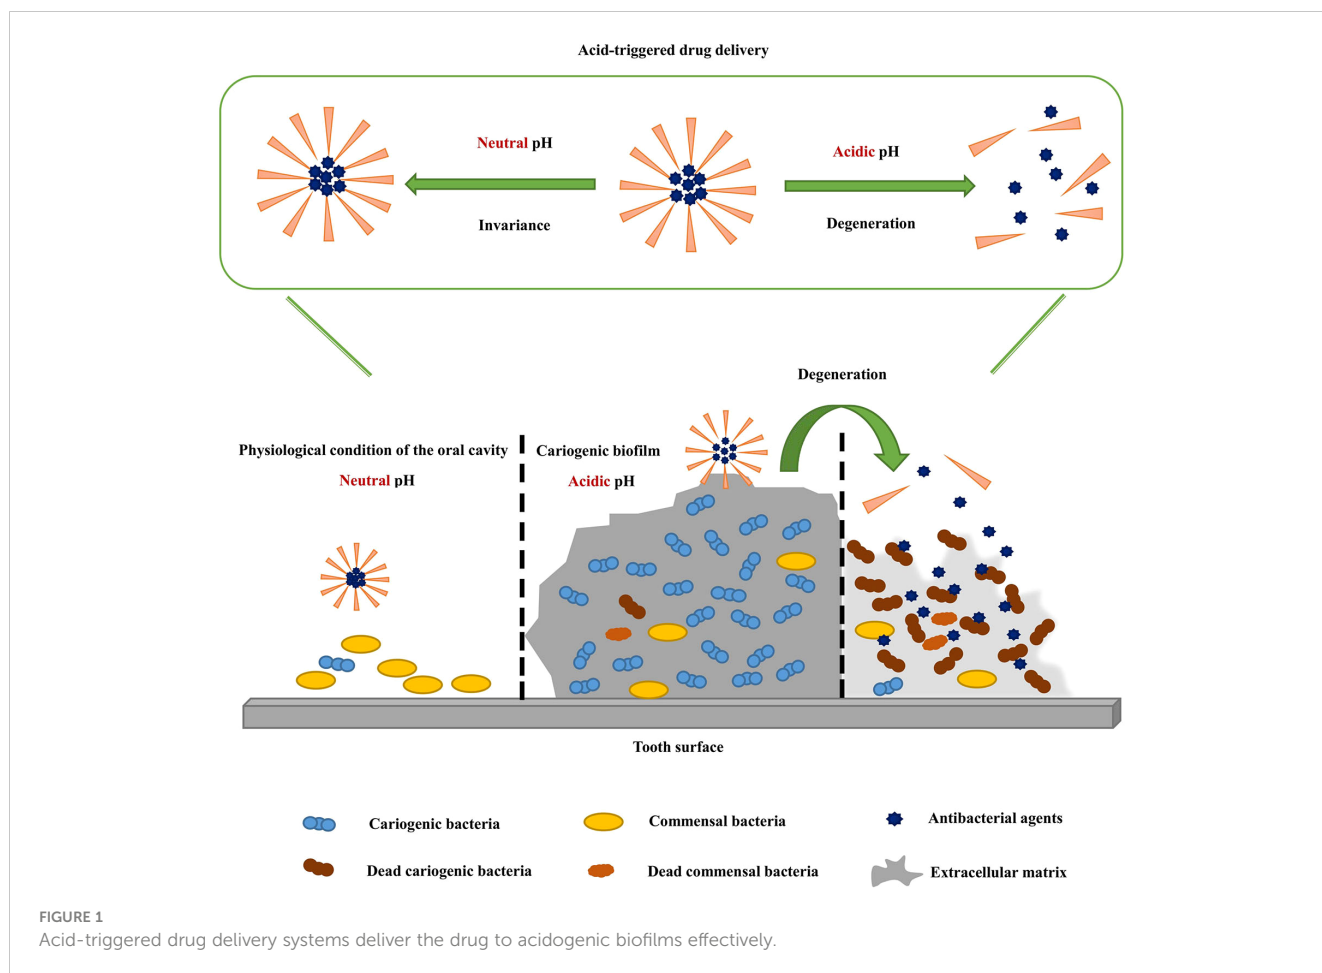 Acid-triggered drug delivery
Neutral pH
Acidic pH
Invariance
Degeneration
Degeneration
Physiological condition of the oral cavity
Neutral pH
Cariogenic biofilm
Acidic pH
Tooth surface
Cariogenic bacteria
Commensal bacteria
Antibacterial agents
Dead cariogenic bacteria
Dead commensal bacteria
Extracellular matrix
FIGURE 1
Acid-triggered drug delivery systems deliver the drug to acidogenic biofilms effectively.